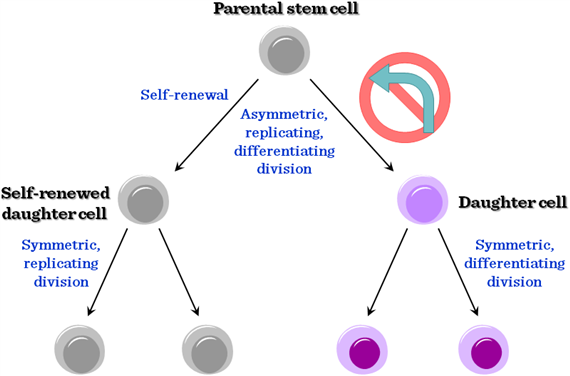 Parental stem cell
Self-renewal
Asymmetric,
replicating,
differentiating
division
Self-renewed
daughter cell
Daughter cell
Symmetric,
replicating
division
Symmetric,
differentiating
division